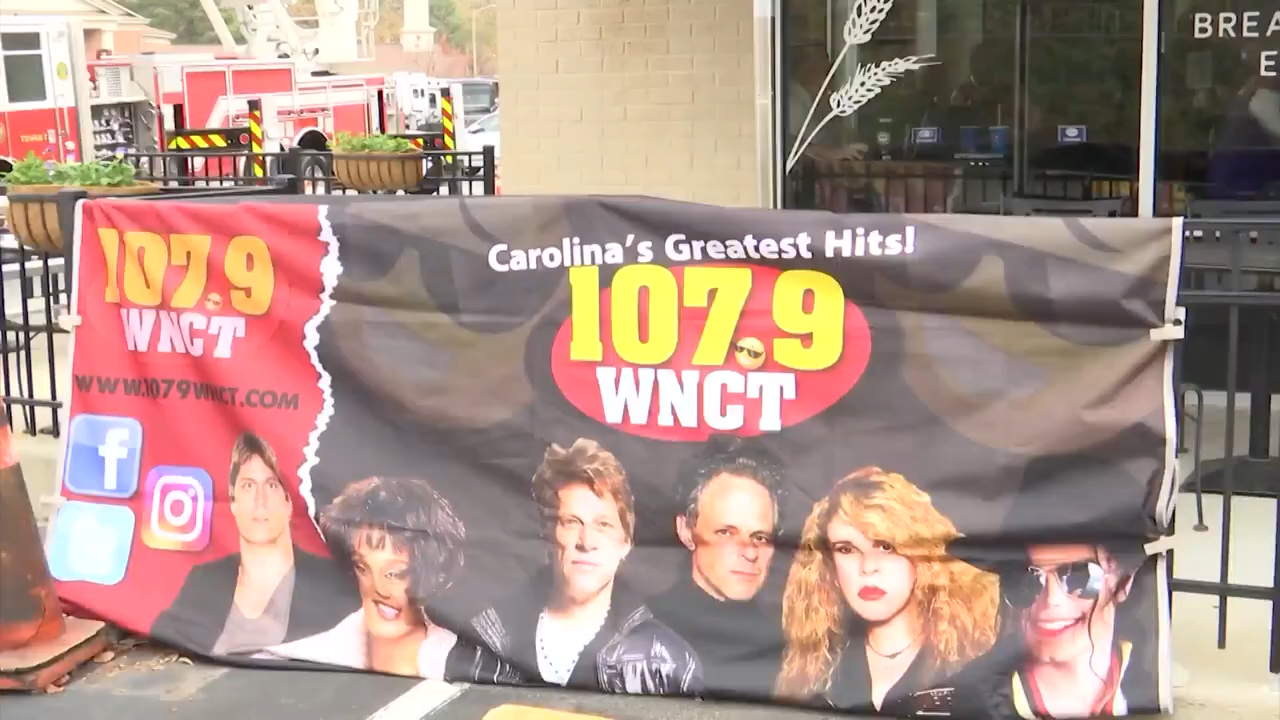 107.9
WNCT
WWW.1079WNCT.COM
f
Carolina's Greatest Hits!
107.9
WNCT
BREA
E